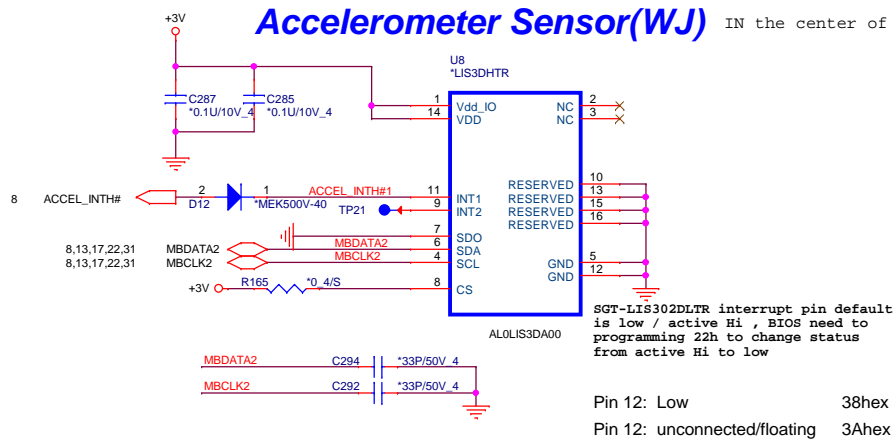 Accelerometer Sensor(WJ) IN the center of
+3V
U8
*LIS3DHTR
C287
*0.1U/10V_4
C285
*0.1U/10V_4
1 Vdd_IO
14 VDD
NC 2
NC 3
RESERVED 10
RESERVED 13
RESERVED 15
RESERVED 16
8 ACCEL_INTH# 2 D12 1 *MEK500V-40 ACCEL_INTH#1 11 INT1
TP21 9 INT2
7 SDO
8,13,17,22,31 MBDATA2 MBDATA2 6 SDA
8,13,17,22,31 MBCLK2 MBCLK2 4 SCL
GND 5
GND 12
+3V R165 *0_4/S 8 CS
AL0LIS3DA00
SGT-LIS302DLTR interrupt pin default
is low / active Hi , BIOS need to
programming 22h to change status
from active Hi to low
MBDATA2 C294 *33P/50V_4
MBCLK2 C292 *33P/50V_4
Pin 12: Low 38hex
Pin 12: unconnected/floating 3Ahex